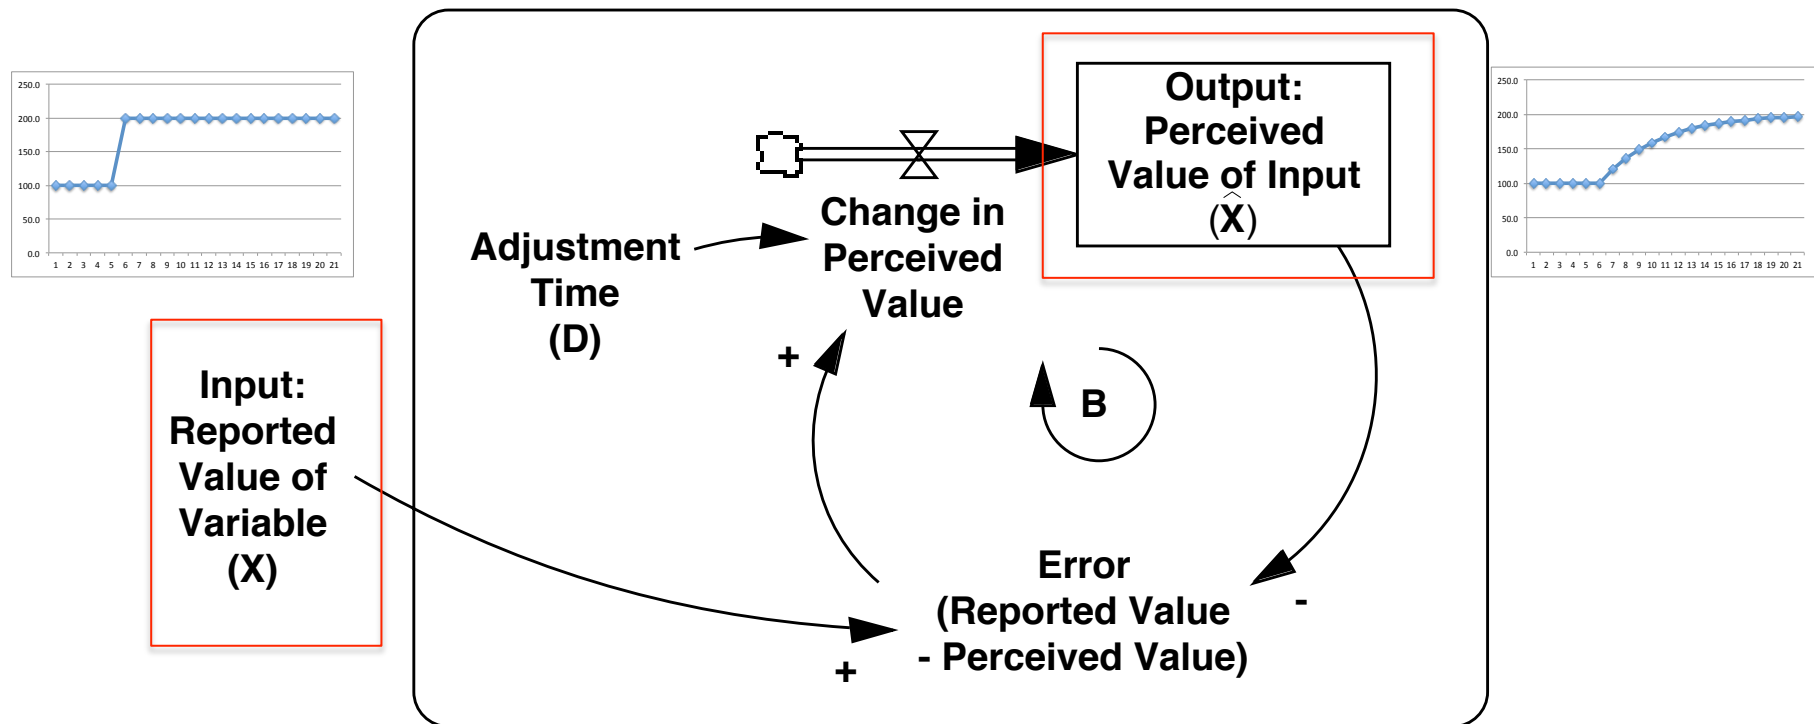 250.0
200.0
150.0
100.0
50.0
0.0
1 2 3 4 5 6 7 8 9 10 11 12 13 14 15 16 17 18 19 20 21
Input:
Reported
Value of
Variable
(X)
Adjustment
Time
(D)
Change in
Perceived
Value
+
Output:
Perceived
Value of Input
(X̂)
B
Error
(Reported Value
- Perceived Value)
-
+
250.0
200.0
150.0
100.0
50.0
0.0
1 2 3 4 5 6 7 8 9 10 11 12 13 14 15 16 17 18 19 20 21